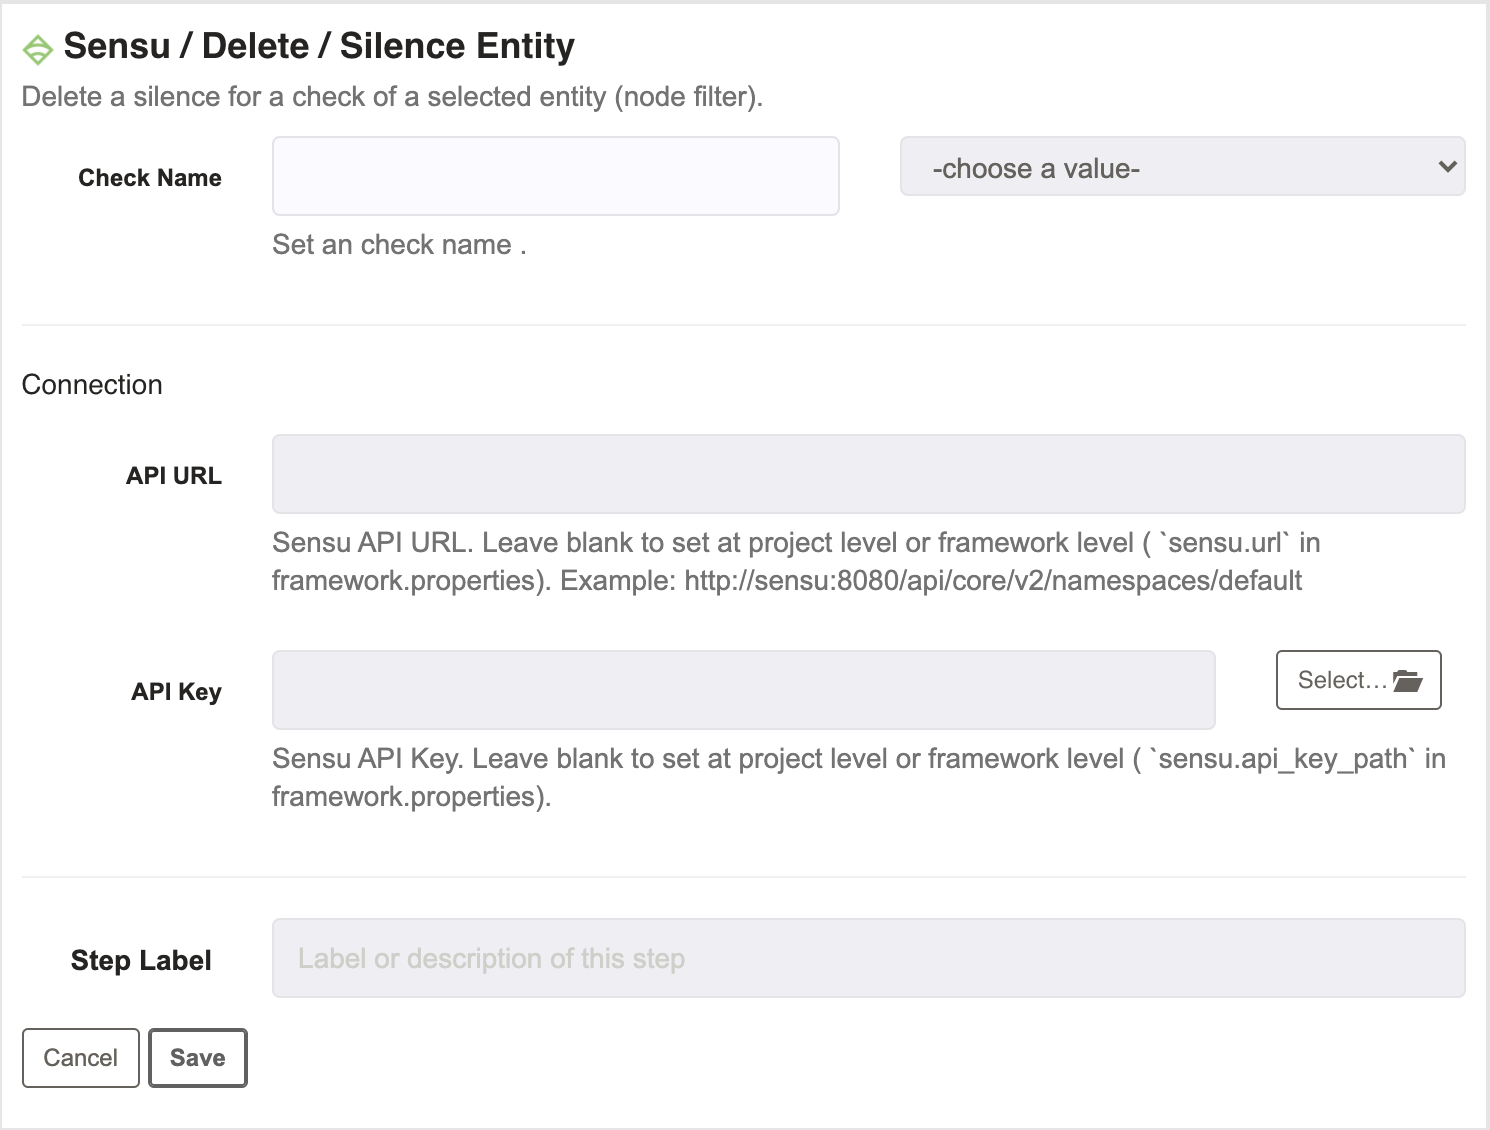 Sensu / Delete / Silence Entity
Delete a silence for a check of a selected entity (node filter).
Check Name
-choose a value-
Set an check name .
Connection
API URL
Sensu API URL. Leave blank to set at project level or framework level ( `sensu.url` in
framework.properties). Example: http://sensu:8080/api/core/v2/namespaces/default
API Key
Select...
Sensu API Key. Leave blank to set at project level or framework level ( `sensu.api_key_path` in
framework.properties).
Step Label
Label or description of this step
Cancel
Save